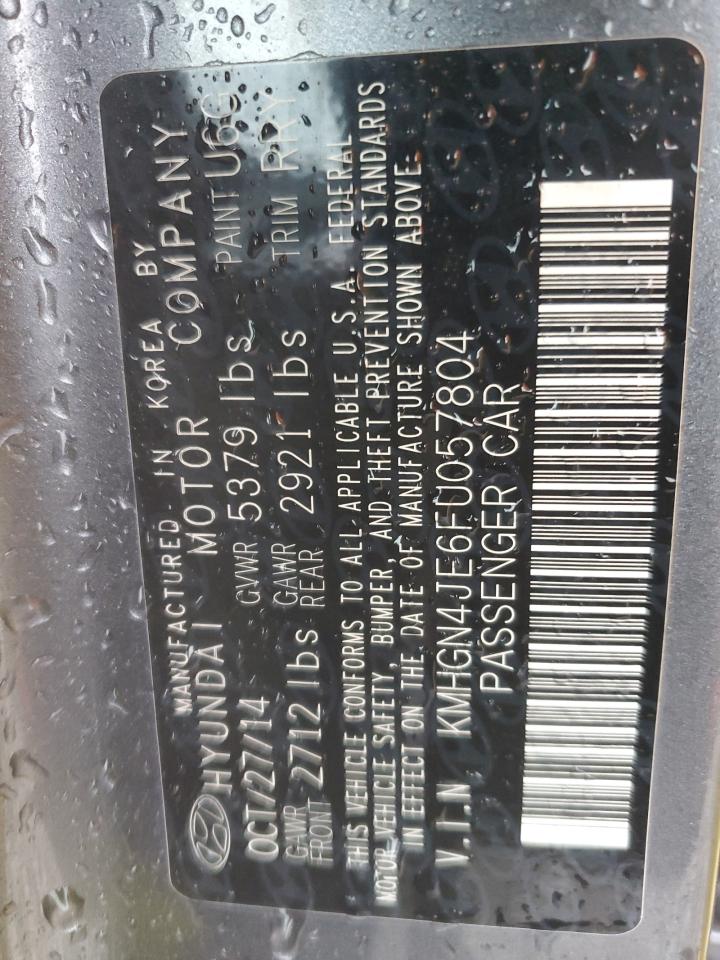 MANUFACTURED IN KOREA BY
HYUNDAI MOTOR COMPANY
OCT/27/14 GVWR 5379 lbs PAINT U6G
GAWR FRONT 2712 lbs GAWR REAR 2921 lbs TRIM RRY
THIS VEHICLE CONFORMS TO ALL APPLICABLE U.S.A. FEDERAL
MOTOR VEHICLE SAFETY, BUMPER, AND THEFT PREVENTION STANDARDS
IN EFFECT ON THE DATE OF MANUFACTURE SHOWN ABOVE.
V.I.N KMHGN4JE6FU057804
PASSENGER CAR